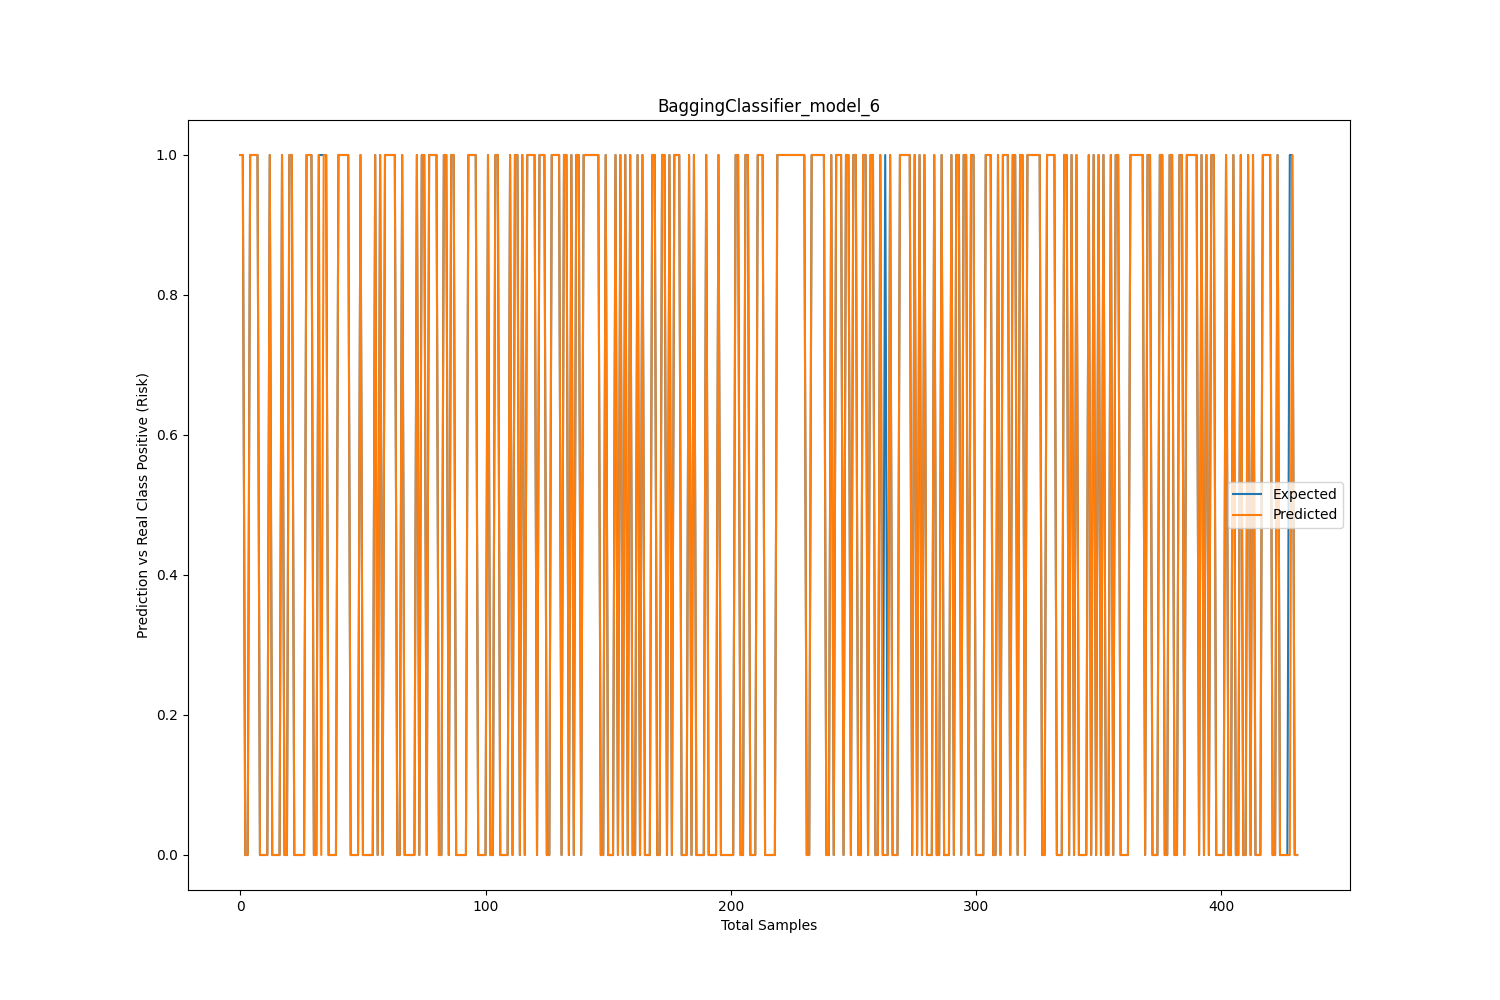 BaggingClassifier_model_6
1.0
0.8
0.6
0.4
0.2
0.0
Prediction vs Real Class Positive (Risk)
Expected
Predicted
0
100
200
300
400
Total Samples